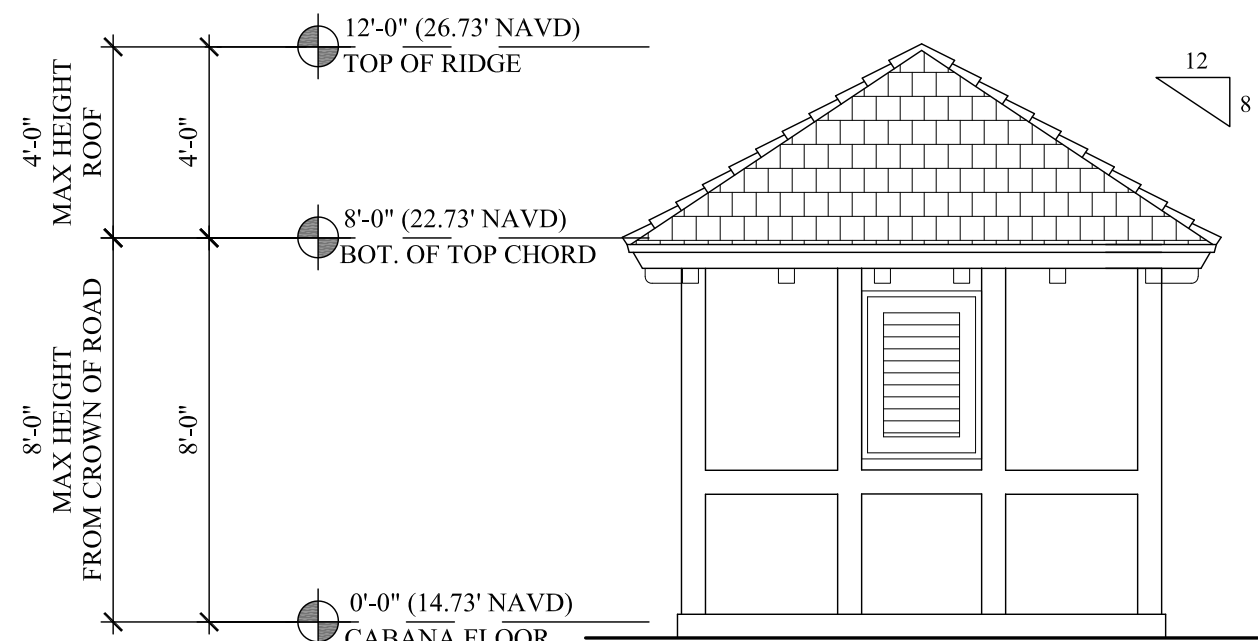 12'-0" (26.73' NAVD)
TOP OF RIDGE
12
8
4'-0"
MAX HEIGHT
ROOF
4'-0"
8'-0" (22.73' NAVD)
BOT. OF TOP CHORD
8'-0"
MAX HEIGHT
FROM CROWN OF ROAD
8'-0"
0'-0" (14.73' NAVD)
CABANA FLOOR